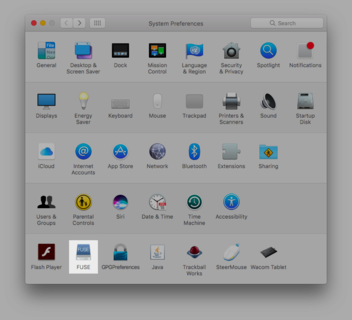 System Preferences
Search
General
Desktop &
Screen Saver
Dock
Mission
Control
Language
& Region
Security
& Privacy
Spotlight
Notifications
Displays
Energy
Saver
Keyboard
Mouse
Trackpad
Printers &
Scanners
Sound
Startup
Disk
iCloud
Internet
Accounts
App Store
Network
Bluetooth
Extensions
Sharing
Users &
Groups
Parental
Controls
Siri
Date & Time
Time
Machine
Accessibility
Flash Player
FUSE
GPGPreferences
Java
Trackball
Works
SteerMouse
Wacom Tablet